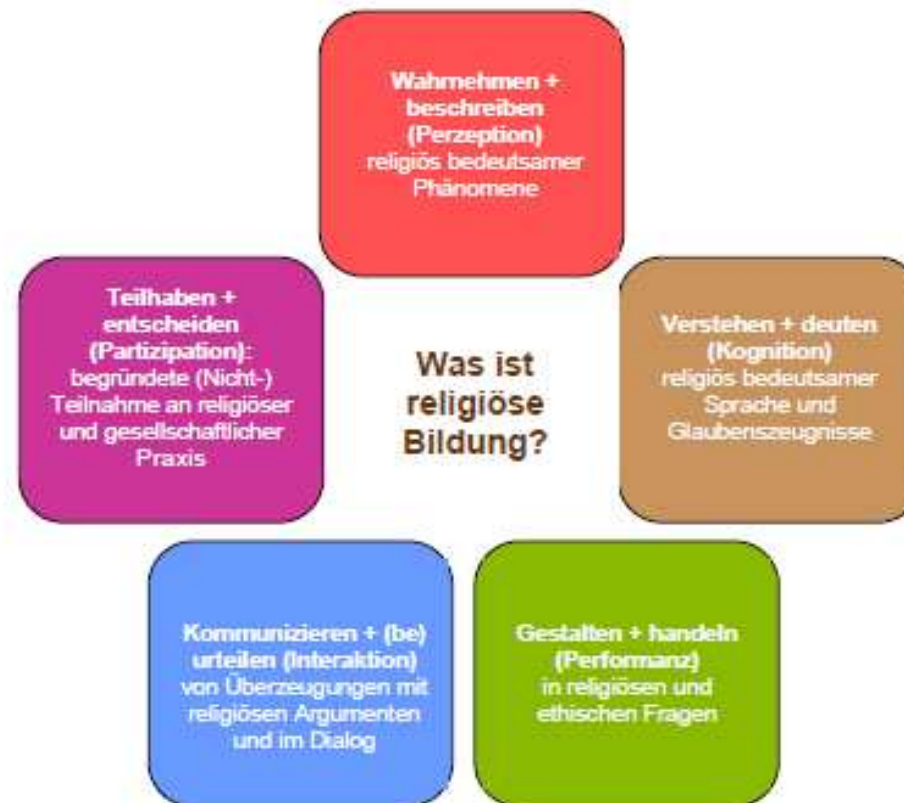 Wahrnehmen +
beschreiben
(Perzeption)
religiös bedeutsamer
Phänomene
Teilhaben +
entscheiden
(Partizipation):
begründete (Nicht-)
Teilnahme an religiöser
und gesellschaftlicher
Praxis
Was ist
religiöse
Bildung?
Verstehen + deuten
(Kognition)
religiös bedeutsamer
Sprache und
Glaubenszeugnisse
Kommunizieren + (be)
urteilen (Interaktion)
von Überzeugungen mit
religiösen Argumenten
und im Dialog
Gestalten + handeln
(Performanz)
in religiösen und
ethischen Fragen